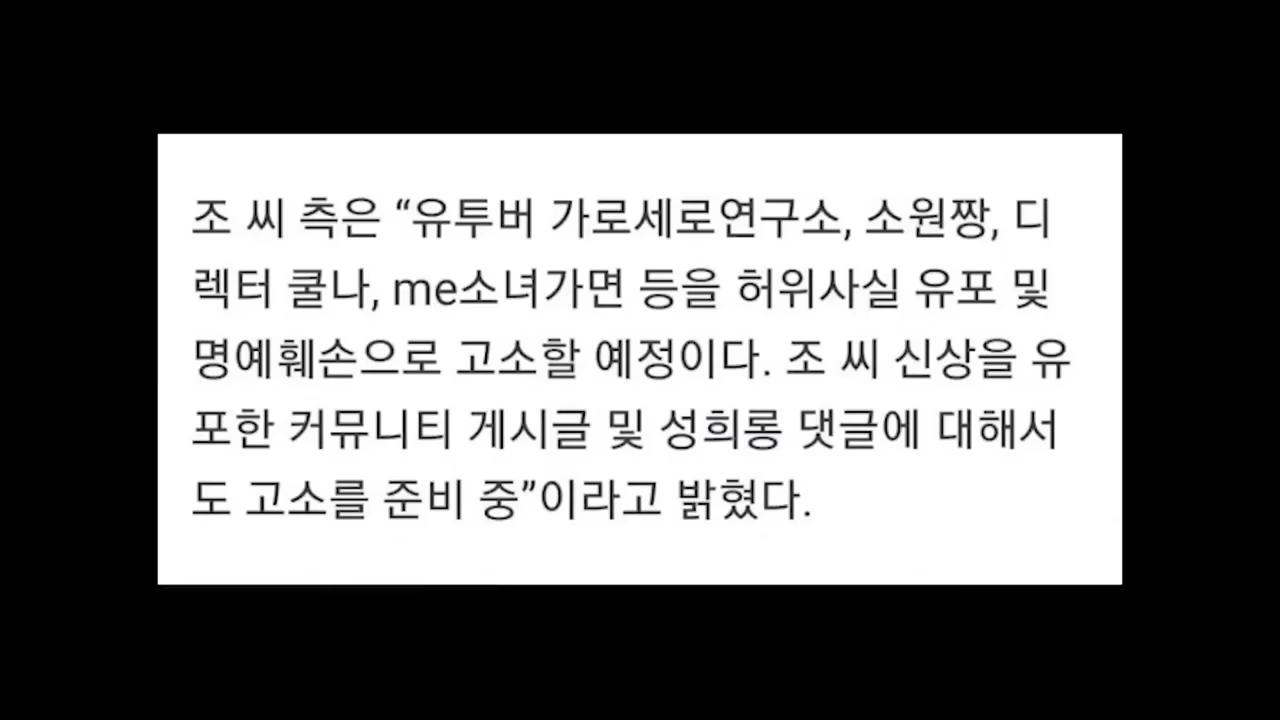 조 씨 측은 “유투버 가로세로연구소, 소원짱, 디
렉터 쿨나, me소녀가면 등을 허위사실 유포 및
명예훼손으로 고소할 예정이다. 조 씨 신상을 유
포한 커뮤니티 게시글 및 성희롱 댓글에 대해서
도 고소를 준비 중”이라고 밝혔다.